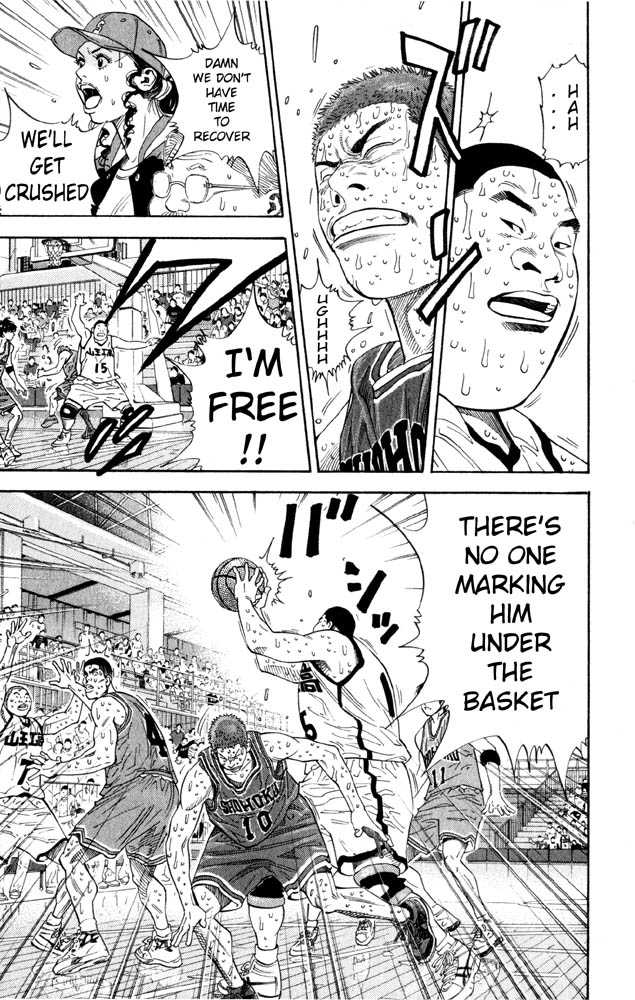 HAH
...
UGHHHH
DAMN
WE DON'T
HAVE
TIME
TO
RECOVER
WE'LL
GET
CRUSHED
S
I'M
FREE
!!
15
THERE'S
NO ONE
MARKING
HIM
UNDER
THE
BASKET
11
6
4
SHOHOKU
10
7